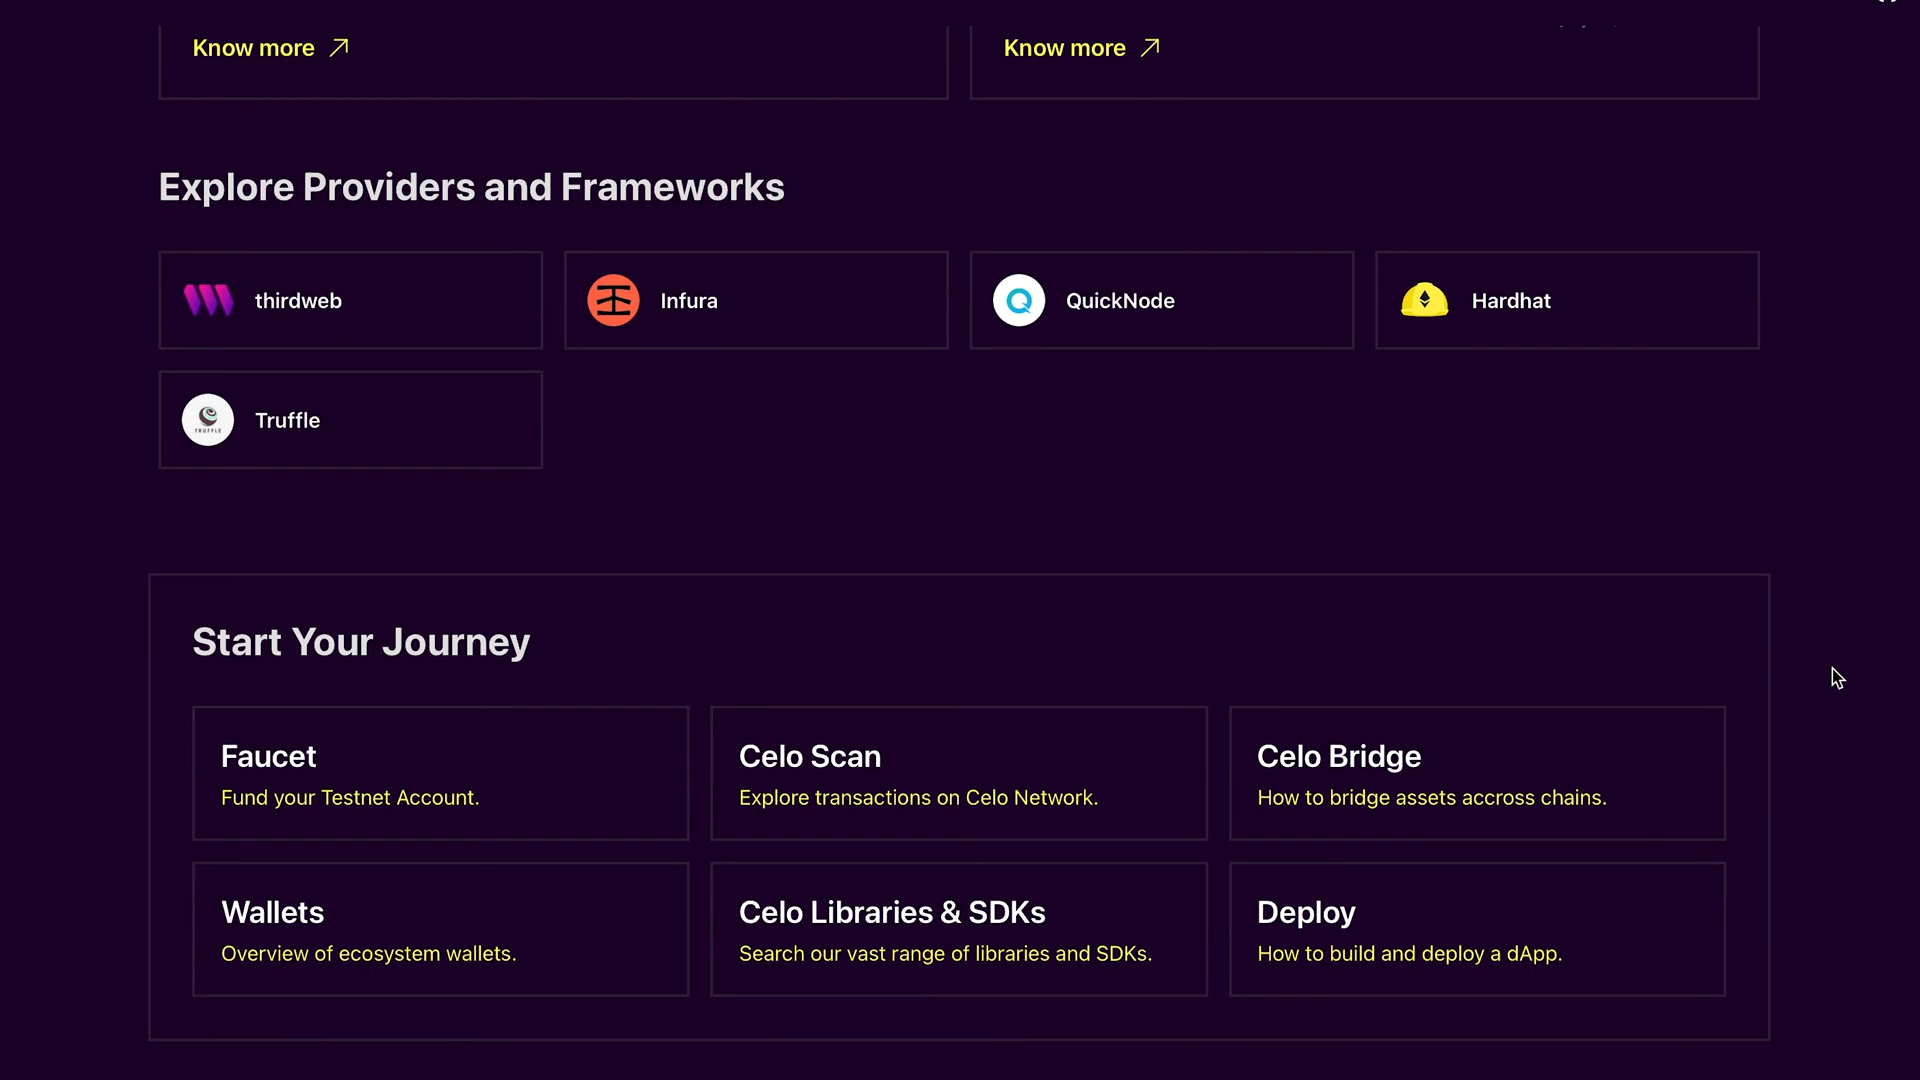 Know more
Know more
Explore Providers and Frameworks
thirdweb
Infura
QuickNode
Hardhat
TRUFFLE
Truffle
Start Your Journey
Faucet
Fund your Testnet Account.
Celo Scan
Explore transactions on Celo Network.
Celo Bridge
How to bridge assets accross chains.
Wallets
Overview of ecosystem wallets.
Celo Libraries & SDKs
Search our vast range of libraries and SDKs.
Deploy
How to build and deploy a dApp.